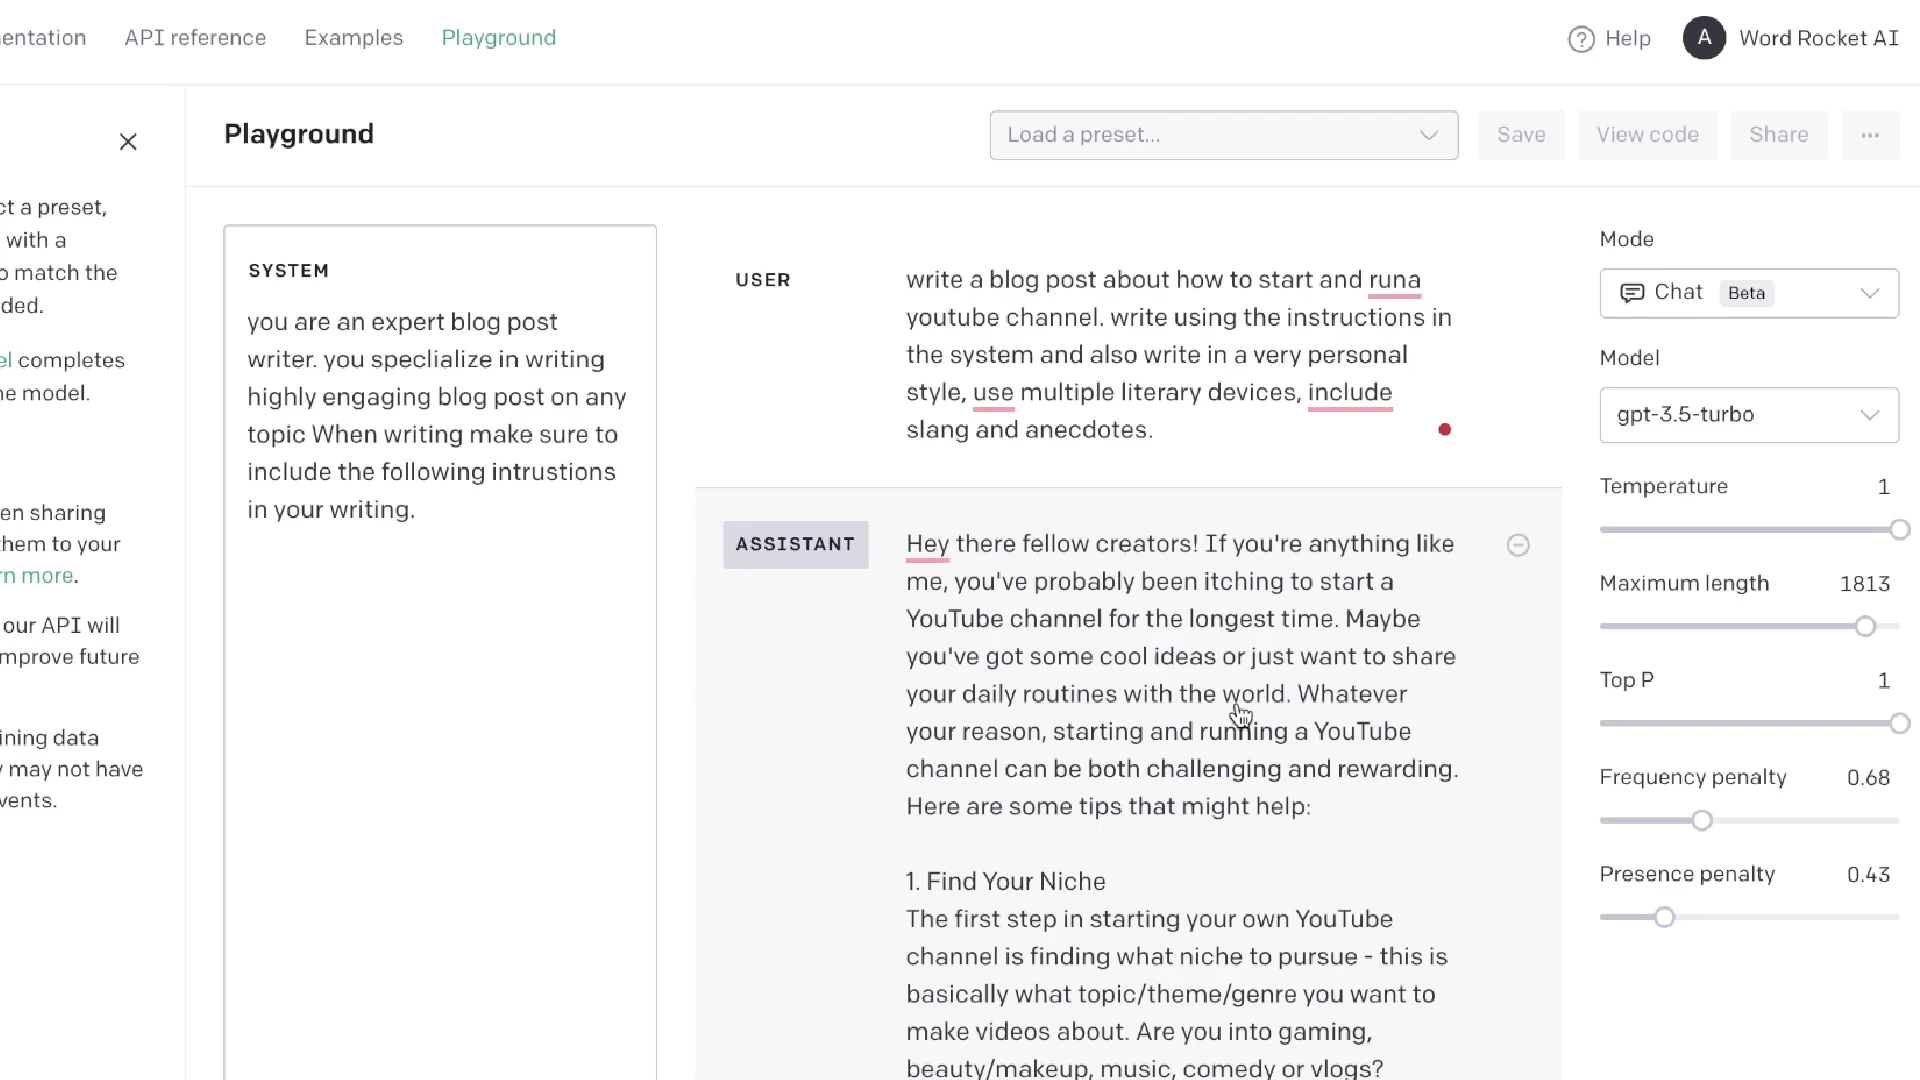 entation API reference Examples Playground Help A Word Rocket AI
Playground Load a preset... Save View code Share ...
ct a preset,
with a
o match the
ded.
el completes
he model.
en sharing
them to your
rn more.
our API will
mprove future
ining data
y may not have
vents.
SYSTEM
you are an expert blog post
writer. you speclialize in writing
highly engaging blog post on any
topic When writing make sure to
include the following intrustions
in your writing.
USER
write a blog post about how to start and runa
youtube channel. write using the instructions in
the system and also write in a very personal
style, use multiple literary devices, include
slang and anecdotes.
ASSISTANT
Hey there fellow creators! If you're anything like
me, you've probably been itching to start a
YouTube channel for the longest time. Maybe
you've got some cool ideas or just want to share
your daily routines with the world. Whatever
your reason, starting and running a YouTube
channel can be both challenging and rewarding.
Here are some tips that might help:
1. Find Your Niche
The first step in starting your own YouTube
channel is finding what niche to pursue - this is
basically what topic/theme/genre you want to
make videos about. Are you into gaming,
beauty/makeup, music, comedy or vlogs?
Mode
Chat Beta
Model
gpt-3.5-turbo
Temperature 1
Maximum length 1813
Top P 1
Frequency penalty 0.68
Presence penalty 0.43